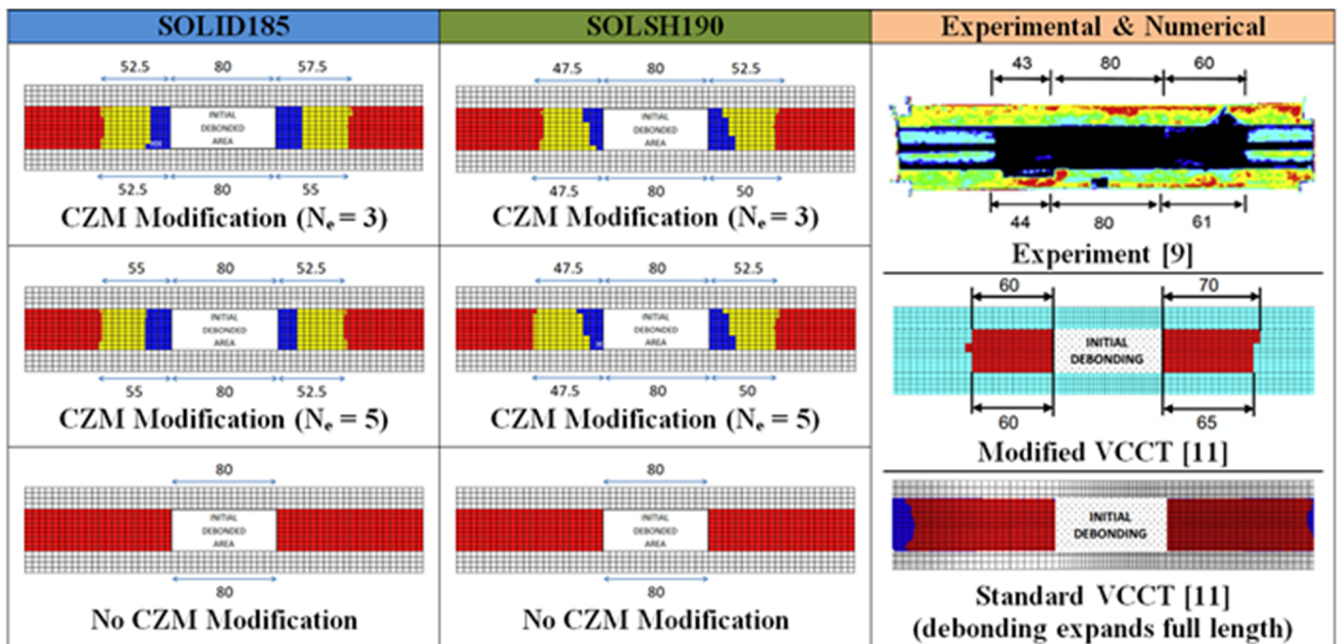 SOLID185
SOLSH190
Experimental & Numerical
52.5 80 57.5
INITIAL
DEBONDED
AREA
52.5 80 55
CZM Modification (Ne = 3)
47.5 80 52.5
INITIAL
DEBONDED
AREA
47.5 80 50
CZM Modification (Ne = 3)
43 80 60
44 80 61
Experiment [9]
55 80 52.5
INITIAL
DEBONDED
AREA
55 80 52.5
CZM Modification (Ne = 5)
47.5 80 52.5
INITIAL
DEBONDED
AREA
47.5 80 50
CZM Modification (Ne = 5)
60 70
INITIAL
DEBONDING
60 65
Modified VCCT [11]
80
INITIAL
DEBONDED
AREA
80
No CZM Modification
80
INITIAL
DEBONDED
AREA
80
No CZM Modification
INITIAL
DEBONDING
Standard VCCT [11]
(debonding expands full length)